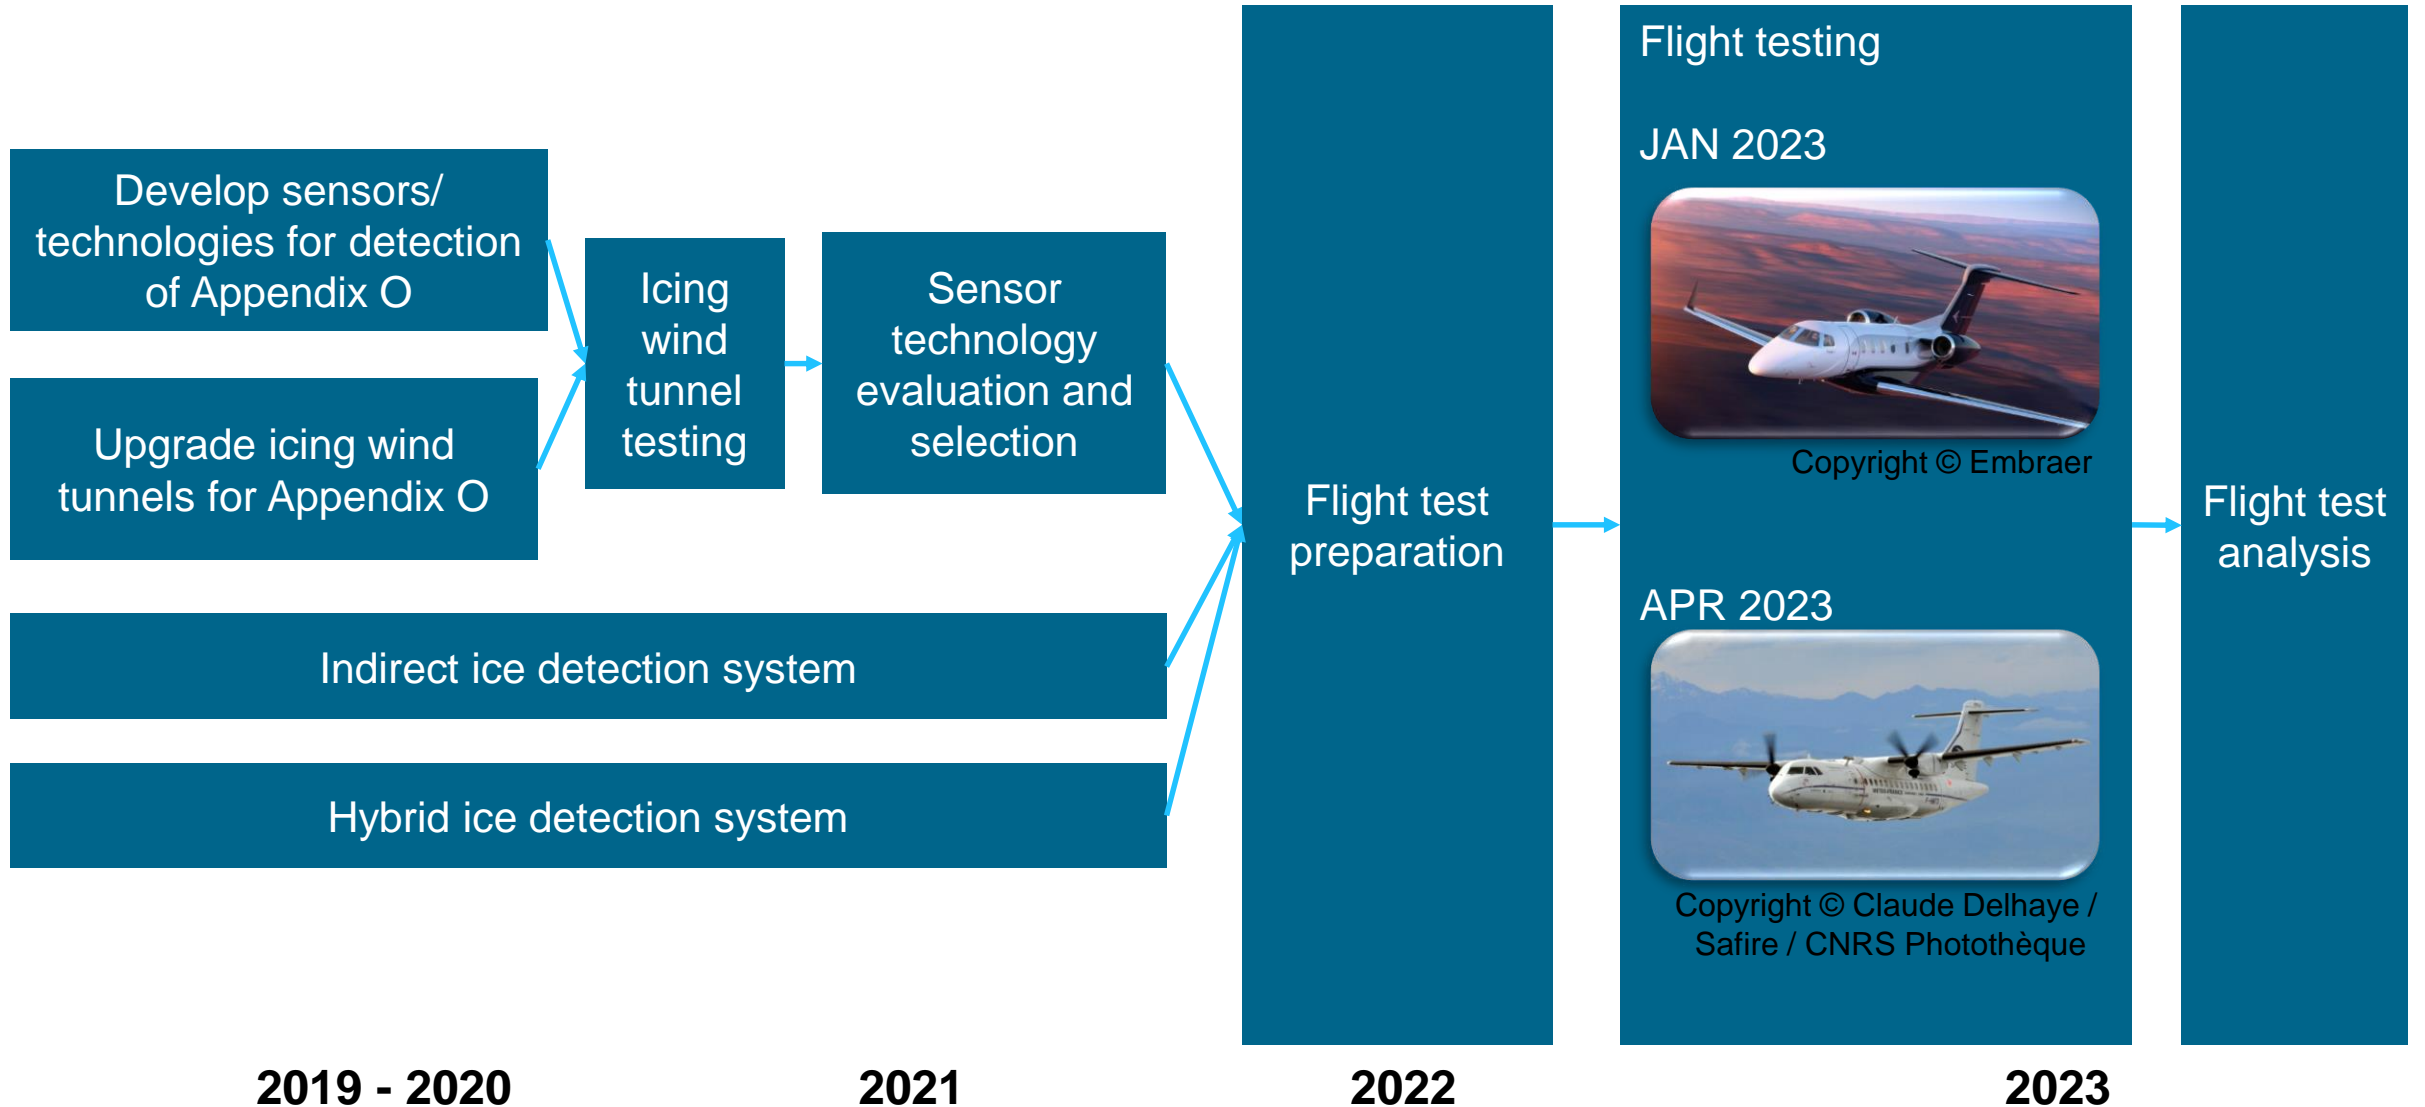 Develop sensors/
technologies for detection
of Appendix O
Upgrade icing wind
tunnels for Appendix O
Icing
wind
tunnel
testing
Sensor
technology
evaluation and
selection
Indirect ice detection system
Hybrid ice detection system
Flight test
preparation
Flight testing
JAN 2023
Copyright © Embraer
APR 2023
Copyright © Claude Delhaye /
Safire / CNRS Photothèque
Flight test
analysis
2019 - 2020
2021
2022
2023